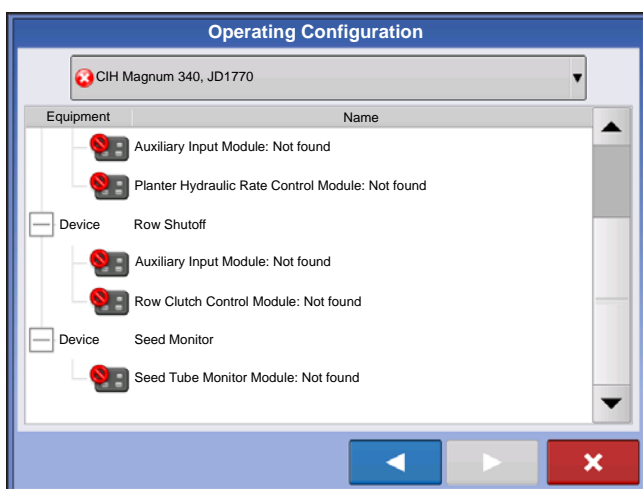 Operating Configuration
CIH Magnum 340, JD1770
Equipment Name
Auxiliary Input Module: Not found
Planter Hydraulic Rate Control Module: Not found
Device Row Shutoff
Auxiliary Input Module: Not found
Row Clutch Control Module: Not found
Device Seed Monitor
Seed Tube Monitor Module: Not found